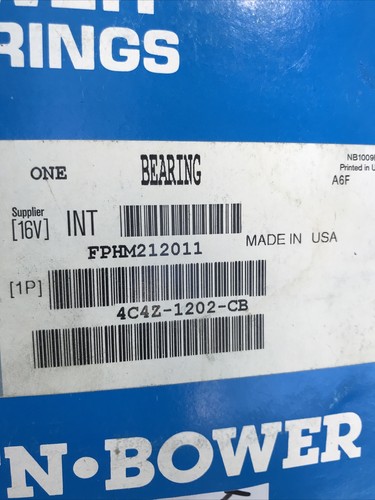 RINGS
NB1009
Printed in U
ONE BEARING A6F
Supplier
[16V] INT
FPHM212011 MADE IN USA
[1P]
4C4Z-1202-CB
N•BOWER